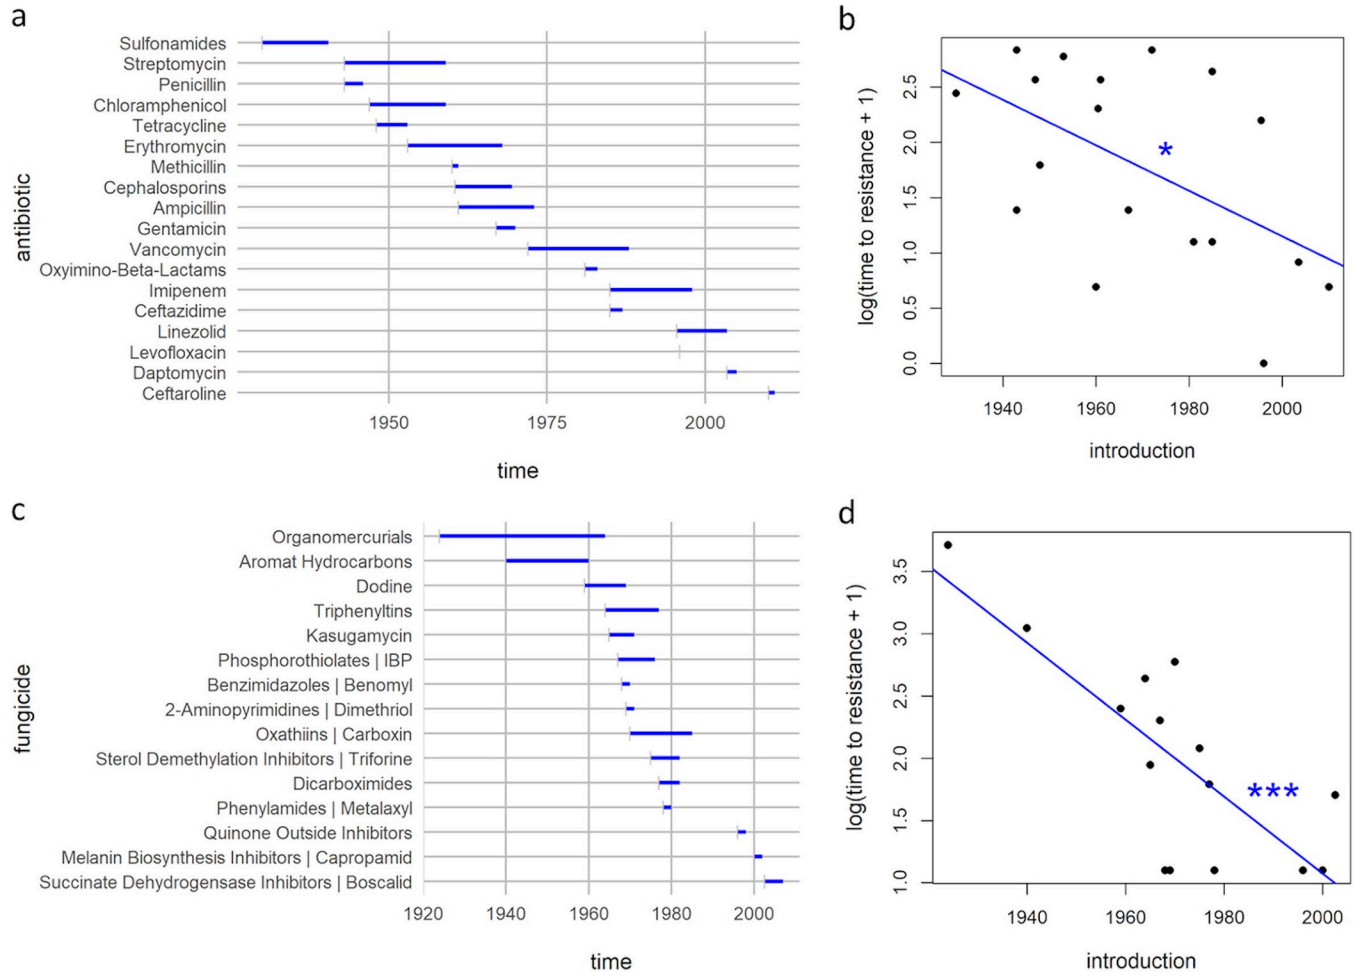 a
antibiotic
Sulfonamides
Streptomycin
Penicillin
Chloramphenicol
Tetracycline
Erythromycin
Methicillin
Cephalosporins
Ampicillin
Gentamicin
Vancomycin
Oxyimino-Beta-Lactams
Imipenem
Ceftazidime
Linezolid
Levofloxacin
Daptomycin
Ceftaroline
1950 1975 2000
time
b
log(time to resistance + 1)
2.5
2.0
1.5
1.0
0.5
0.0
*
1940 1960 1980 2000
introduction
c
fungicide
Organomercurials
Aromat Hydrocarbons
Dodine
Triphenyltins
Kasugamycin
Phosphorothiolates | IBP
Benzimidazoles | Benomyl
2-Aminopyrimidines | Dimethriol
Oxathiins | Carboxin
Sterol Demethylation Inhibitors | Triforine
Dicarboximides
Phenylamides | Metalaxyl
Quinone Outside Inhibitors
Melanin Biosynthesis Inhibitors | Capropamid
Succinate Dehydrogensase Inhibitors | Boscalid
1920 1940 1960 1980 2000
time
d
log(time to resistance + 1)
3.5
3.0
2.5
2.0
1.5
1.0
***
1940 1960 1980 2000
introduction